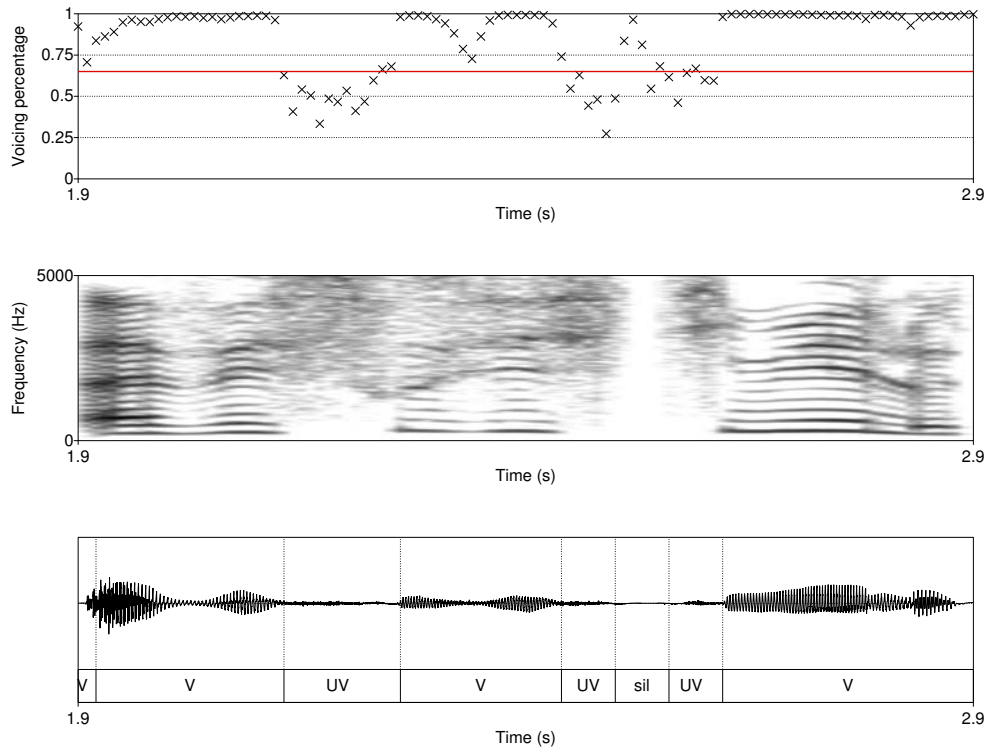 1
0.75
0.5
0.25
0
Voicing percentage
1.9 2.9
Time (s)
5000
0
Frequency (Hz)
1.9 2.9
Time (s)
V V UV V UV sil UV V
1.9 2.9
Time (s)